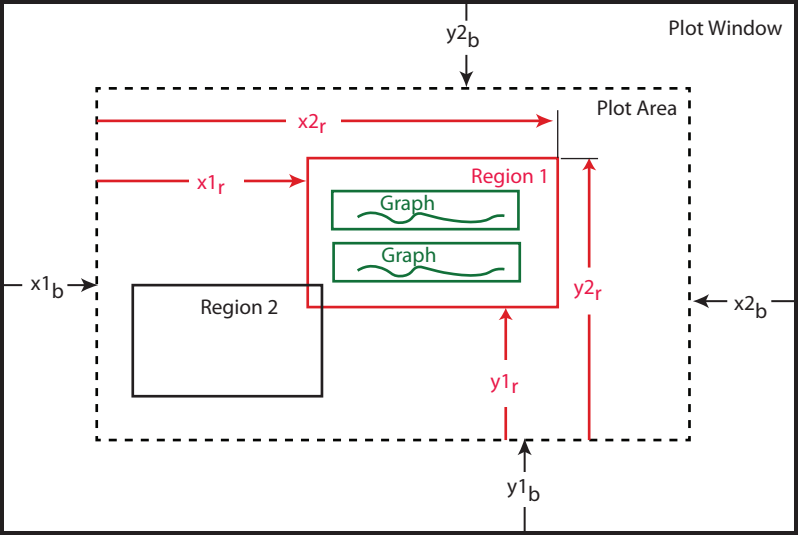 y2b
Plot Window
Plot Area
x2r
x1r
Region 1
Graph
Graph
x1b
y2r
Region 2
x2b
y1r
y1b